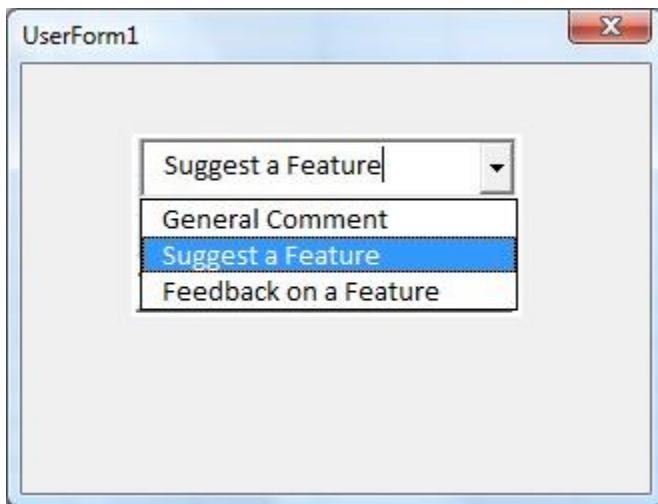 UserForm1
Suggest a Feature
General Comment
Suggest a Feature
Feedback on a Feature